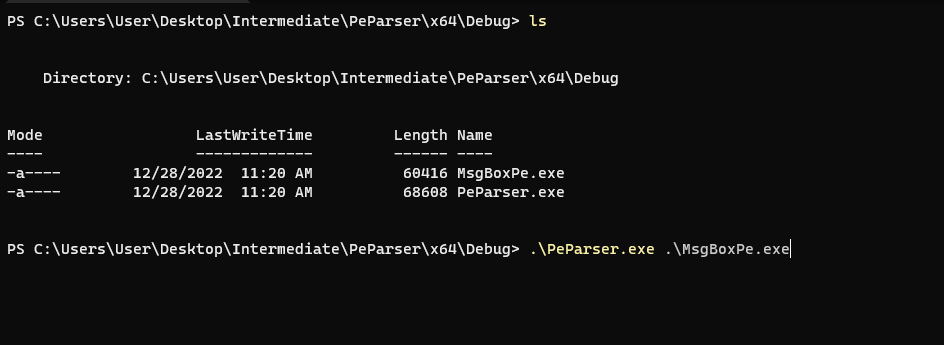 PS C:\Users\User\Desktop\Intermediate\PeParser\x64\Debug> ls
Directory: C:\Users\User\Desktop\Intermediate\PeParser\x64\Debug
Mode                 LastWriteTime         Length Name
----                 -------------         ------ ----
-a----        12/28/2022  11:20 AM          60416 MsgBoxPe.exe
-a----        12/28/2022  11:20 AM          68608 PeParser.exe
PS C:\Users\User\Desktop\Intermediate\PeParser\x64\Debug> .\PeParser.exe .\MsgBoxPe.exe